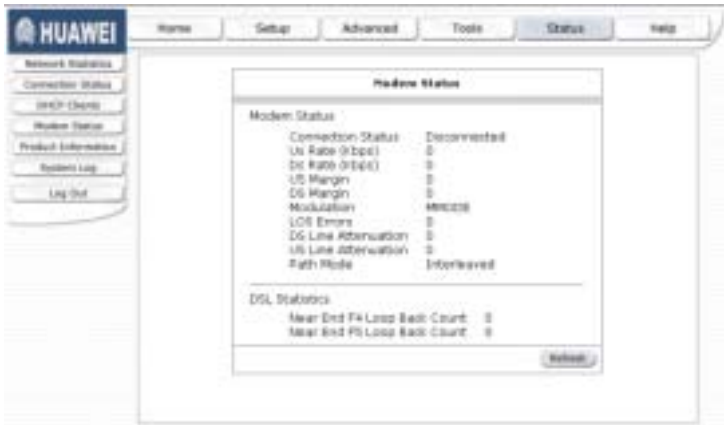 HUAWEI
Home Setup Advanced Tools Status Help
Network Statistics
Connection Status
DHCP Clients
Modem Status
Product Information
System Log
Log Out
Modem Status
Modem Status
Connection Status Disconnected
Us Rate (Kbps) 0
Ds Rate (Kbps) 0
US Margin 0
DS Margin 0
Modulation
LOS Errors 0
DS Line Attenuation 0
US Line Attenuation 0
Path Mode Interleaved
DSL Statistics
Near End F4 Loop Back Count 0
Near End F5 Loop Back Count 0
Refresh